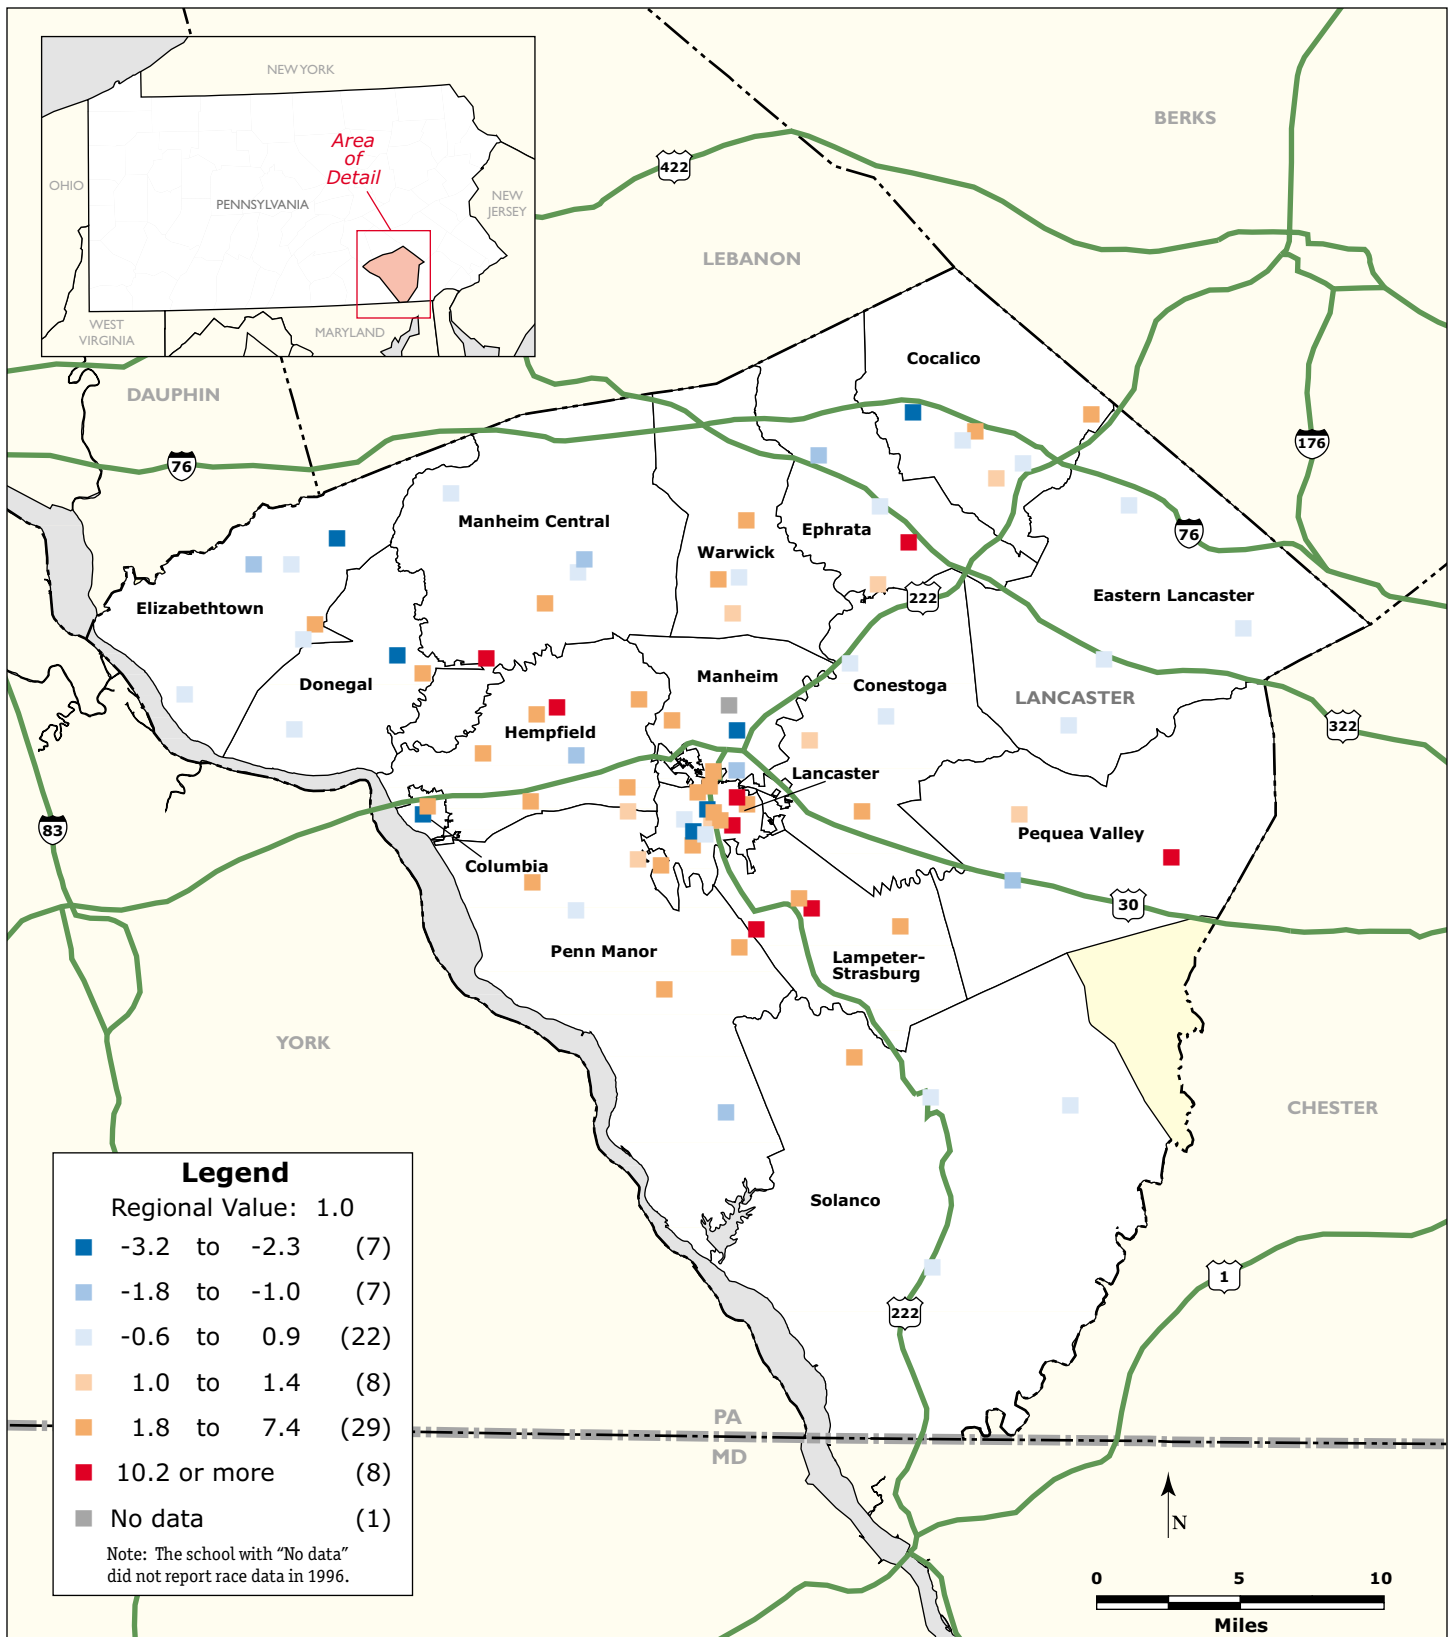 NEW YORK
OHIO
PENNSYLVANIA
Area
of
Detail
NEW
JERSEY
WEST
VIRGINIA
MARYLAND
BERKS
422
LEBANON
DAUPHIN
Cocalico
176
76
Manheim Central
Ephrata
Warwick
76
222
Elizabethtown
Eastern Lancaster
Donegal
Manheim
Conestoga
LANCASTER
322
Hempfield
Lancaster
83
Pequea Valley
Columbia
30
Penn Manor
Lampeter-
Strasburg
YORK
CHESTER
Solanco
1
222
PA
MD
Legend
Regional Value: 1.0
-3.2 to -2.3 (7)
-1.8 to -1.0 (7)
-0.6 to 0.9 (22)
1.0 to 1.4 (8)
1.8 to 7.4 (29)
10.2 or more (8)
No data (1)
Note: The school with “No data”
did not report race data in 1996.
N
0 5 10
Miles